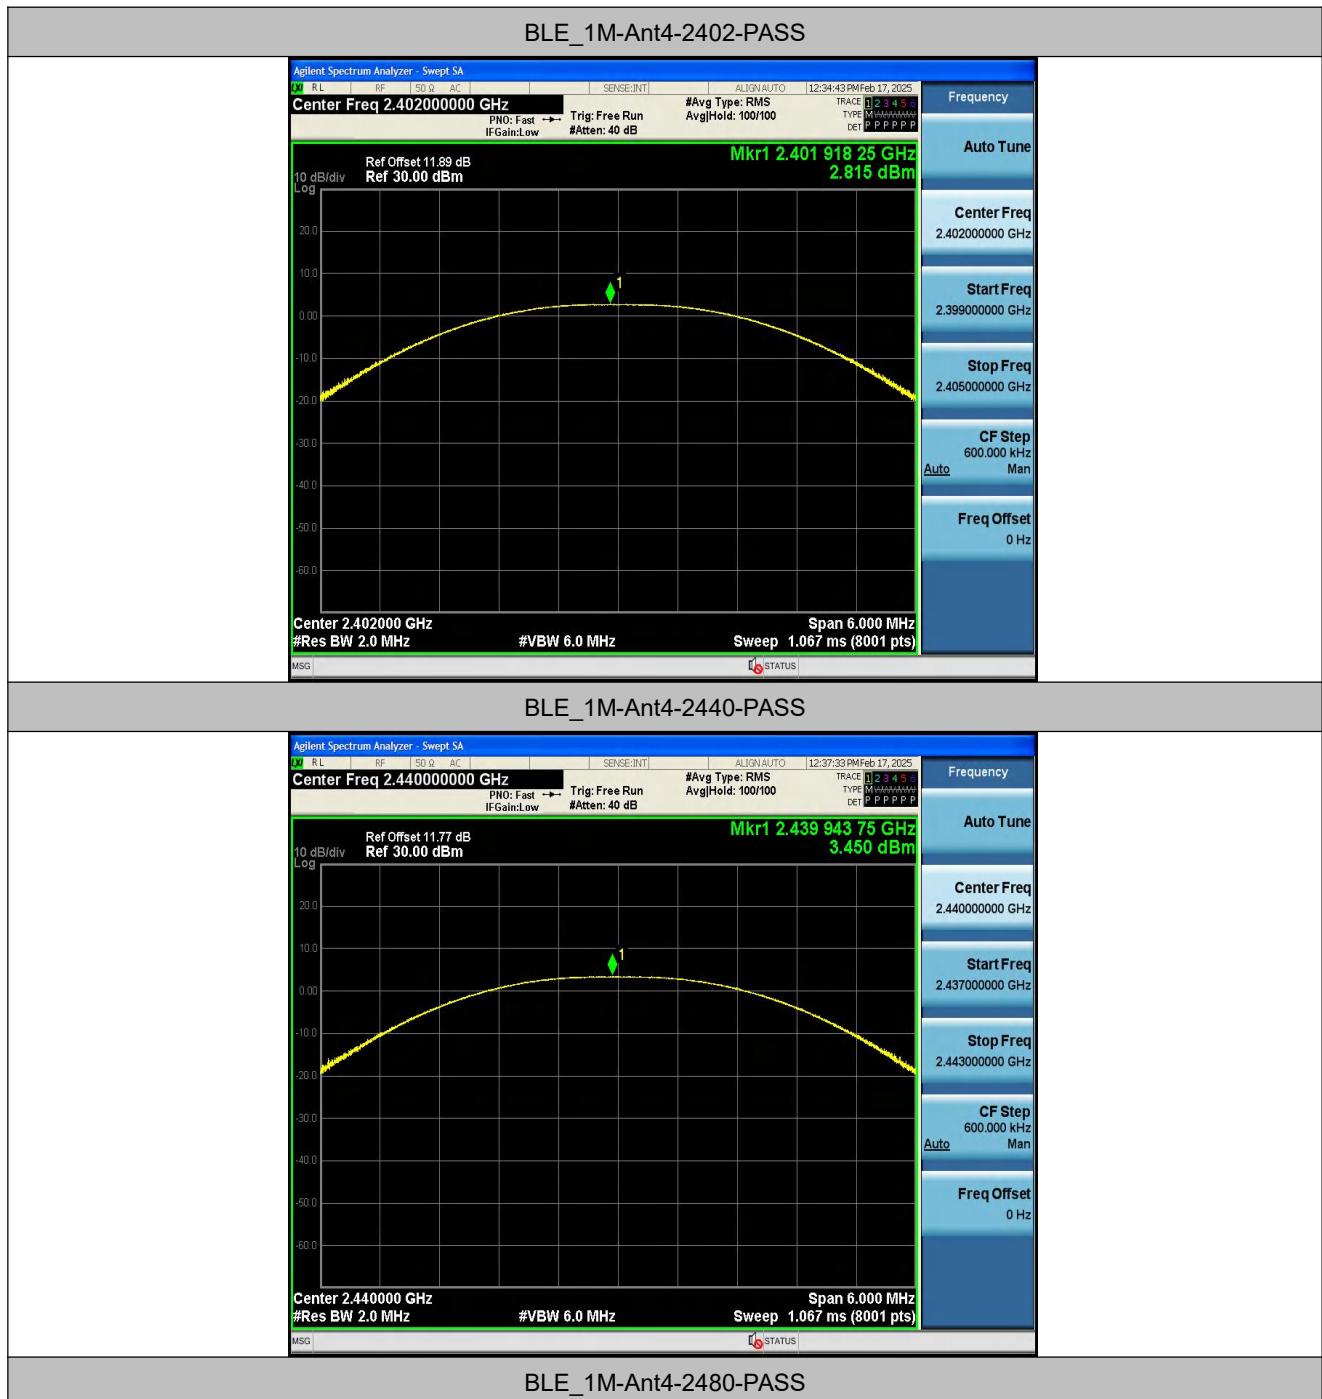 BLE_1M-Ant4-2402-PASS
Agilent Spectrum Analyzer - Swept SA
LXI RL RF 50 Ω AC SENSE:INT ALIGN AUTO 12:34:43 PM Feb 17, 2025
Center Freq 2.402000000 GHz
PNO: Fast
IFGain:Low
Trig: Free Run
#Atten: 40 dB
#Avg Type: RMS
Avg|Hold: 100/100
TRACE 1 2 3 4 5 6
TYPE M
DET P P P P P P
Mkr1 2.401 918 25 GHz
2.815 dBm
Ref Offset 11.89 dB
10 dB/div Ref 30.00 dBm
Log
20.0
10.0
1
0.00
-10.0
-20.0
-30.0
-40.0
-50.0
-60.0
Center 2.402000 GHz Span 6.000 MHz
#Res BW 2.0 MHz #VBW 6.0 MHz Sweep 1.067 ms (8001 pts)
MSG STATUS
Frequency
Auto Tune
Center Freq
2.402000000 GHz
Start Freq
2.399000000 GHz
Stop Freq
2.405000000 GHz
CF Step
600.000 kHz
Auto Man
Freq Offset
0 Hz
BLE_1M-Ant4-2440-PASS
Agilent Spectrum Analyzer - Swept SA
LXI RL RF 50 Ω AC SENSE:INT ALIGN AUTO 12:37:33 PM Feb 17, 2025
Center Freq 2.440000000 GHz
PNO: Fast
IFGain:Low
Trig: Free Run
#Atten: 40 dB
#Avg Type: RMS
Avg|Hold: 100/100
TRACE 1 2 3 4 5 6
TYPE M
DET P P P P P P
Mkr1 2.439 943 75 GHz
3.450 dBm
Ref Offset 11.77 dB
10 dB/div Ref 30.00 dBm
Log
20.0
10.0
1
0.00
-10.0
-20.0
-30.0
-40.0
-50.0
-60.0
Center 2.440000 GHz Span 6.000 MHz
#Res BW 2.0 MHz #VBW 6.0 MHz Sweep 1.067 ms (8001 pts)
MSG STATUS
Frequency
Auto Tune
Center Freq
2.440000000 GHz
Start Freq
2.437000000 GHz
Stop Freq
2.443000000 GHz
CF Step
600.000 kHz
Auto Man
Freq Offset
0 Hz
BLE_1M-Ant4-2480-PASS